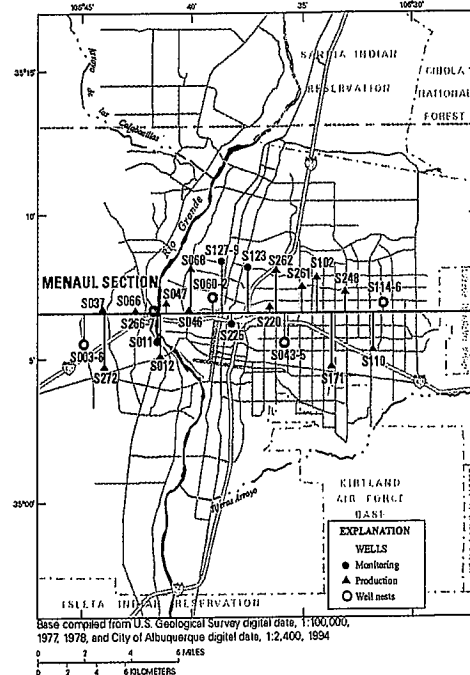 106°45'
40'
106°30'
35°15'
SANDIA INDIAN
RESERVATION
CIBOLA
NATIONAL
FOREST
de
las
Calabacillas
10'
Rio Grande
S127-9
S123
S262
S102
S068
S060-2
S261
S248
S114-6
MENAUL SECTION
S037
S066
S047
S265-7
S046
S220
S225
S011
S003-6
S012
S043-5
S110
5'
S272
S171
35°00'
Tijeras Arroyo
KIRTLAND
AIR FORCE
BASE
EXPLANATION
WELLS
Monitoring
Production
Well nests
ISLETA INDIAN RESERVATION
Base compiled from U.S. Geological Survey digital data, 1:100,000,
1977, 1978, and City of Albuquerque digital data, 1:2,400, 1994
0 2 4 6 MILES
0 2 4 6 KILOMETERS